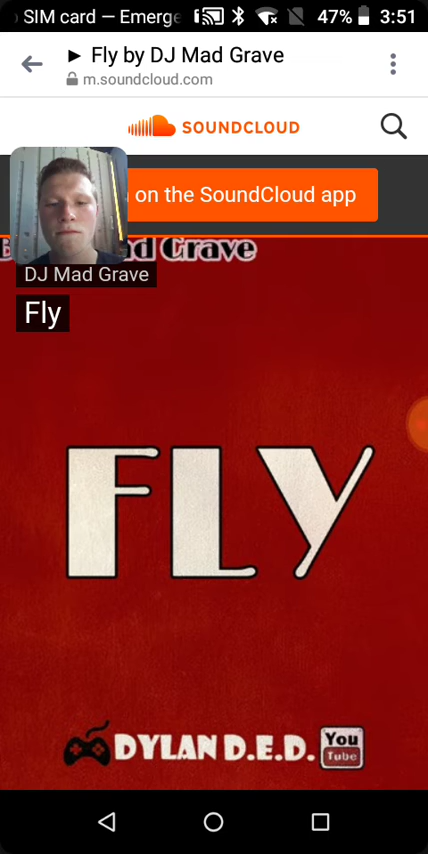 SIM card — Emerge 47% 3:51
► Fly by DJ Mad Grave
m.soundcloud.com
SOUNDCLOUD
on the SoundCloud app
d Grave
DJ Mad Grave
Fly
FLY
DYLAN D.E.D. You
Tube